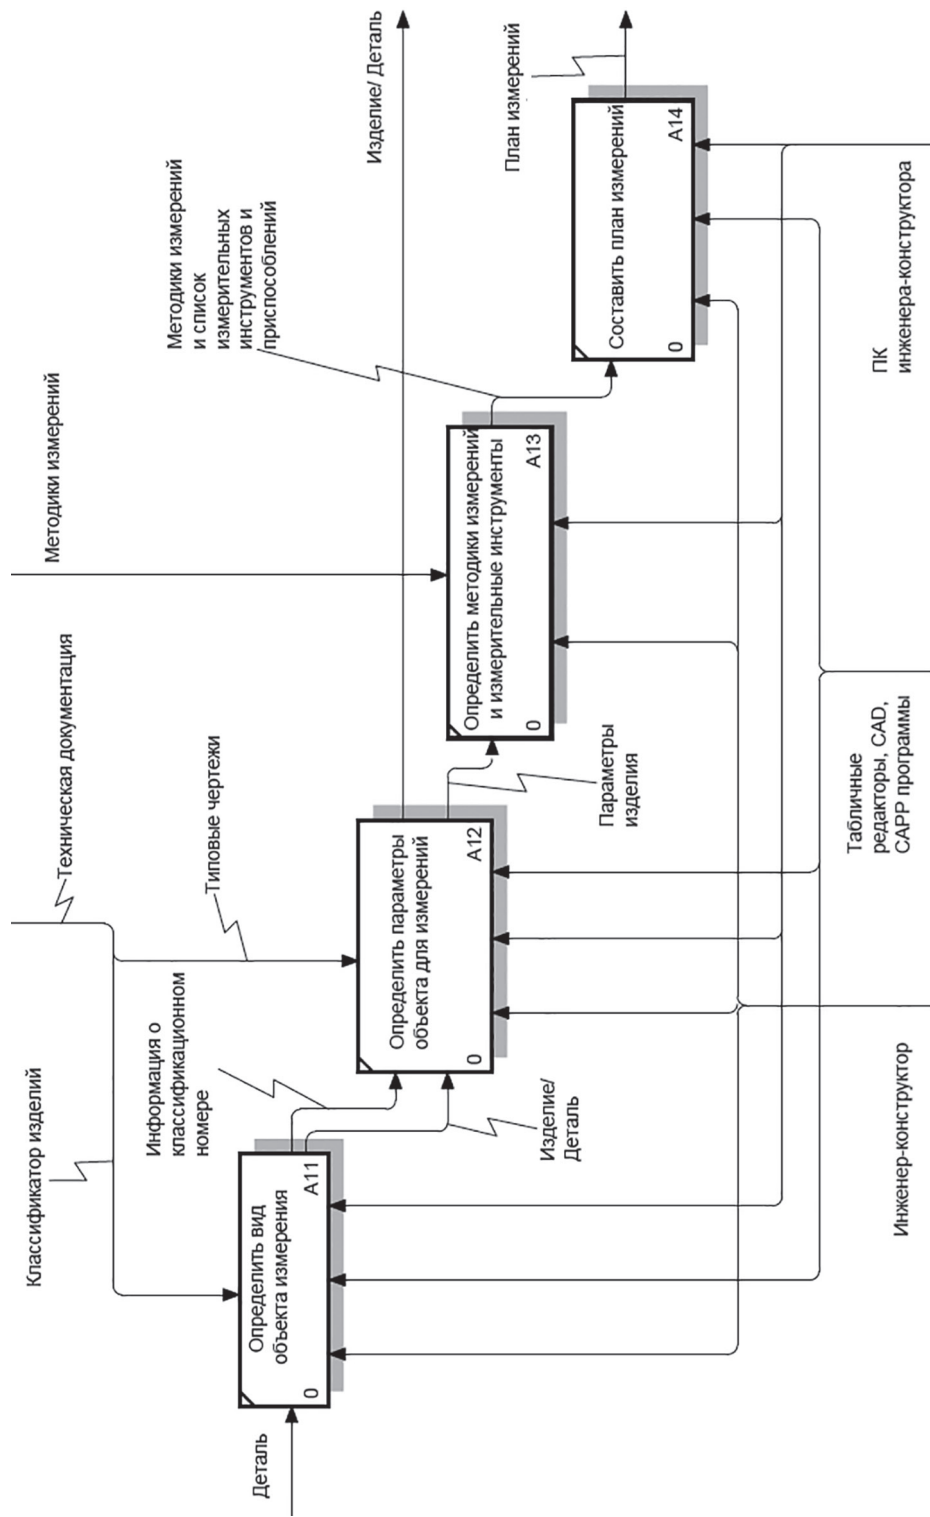 Классификатор изделий
Техническая документация
Методики измерений
Типовые чертежи
Информация о
классификационном
номере
Методики измерений
и список
измерительных
инструментов и
приспособлений
Деталь
Определить вид
объекта измерения
0
A11
Изделие/
Деталь
Определить параметры
объекта для измерений
0
A12
Изделие/ Деталь
Параметры
изделия
Определить методики измерений
и измерительные инструменты
0
A13
План измерений
Составить план измерений
0
A14
Инженер-конструктор
Табличные
редакторы, CAD,
CAPP программы
ПК
инженера-конструктора